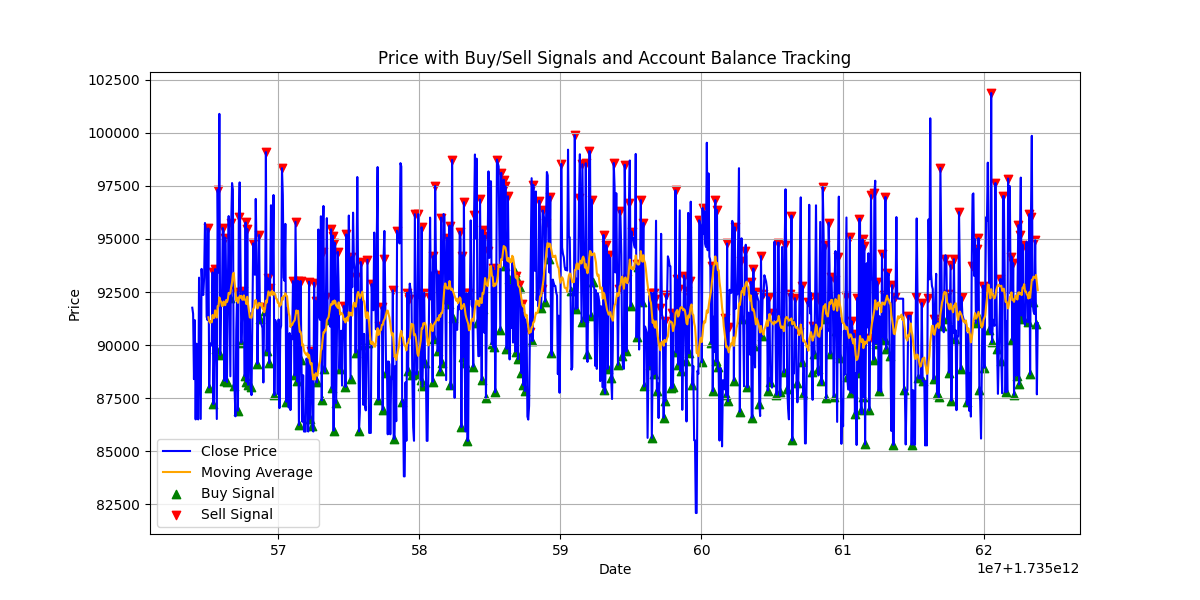 Price with Buy/Sell Signals and Account Balance Tracking
102500
100000
97500
95000
92500
90000
87500
85000
82500
Price
Close Price
Moving Average
Buy Signal
Sell Signal
57 58 59 60 61 62
Date
1e7+1.735e12